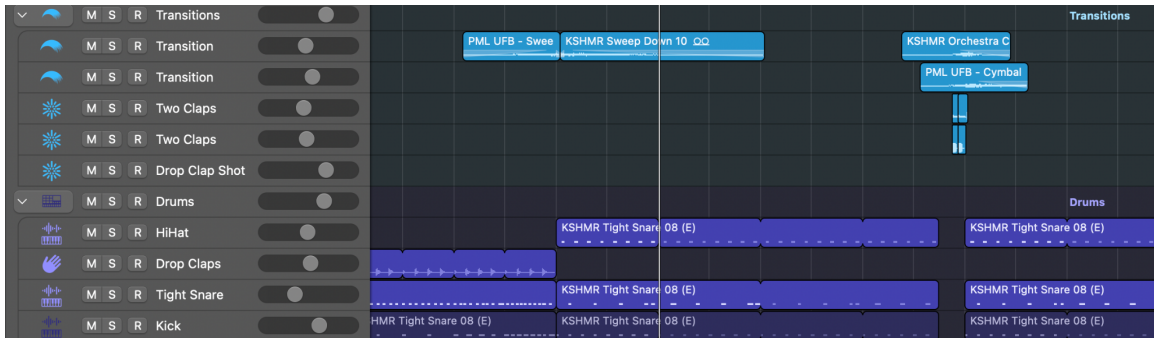 M S R Transitions Transitions
M S R Transition PML UFB - Swee KSHMR Sweep Down 10 KSHMR Orchestra C
M S R Transition PML UFB - Cymbal
M S R Two Claps
M S R Two Claps
M S R Drop Clap Shot
M S R Drums Drums
M S R HiHat KSHMR Tight Snare 08 (E) KSHMR Tight Snare 08 (E)
M S R Drop Claps
M S R Tight Snare KSHMR Tight Snare 08 (E) KSHMR Tight Snare 08 (E)
M S R Kick HMR Tight Snare 08 (E) KSHMR Tight Snare 08 (E) KSHMR Tight Snare 08 (E)